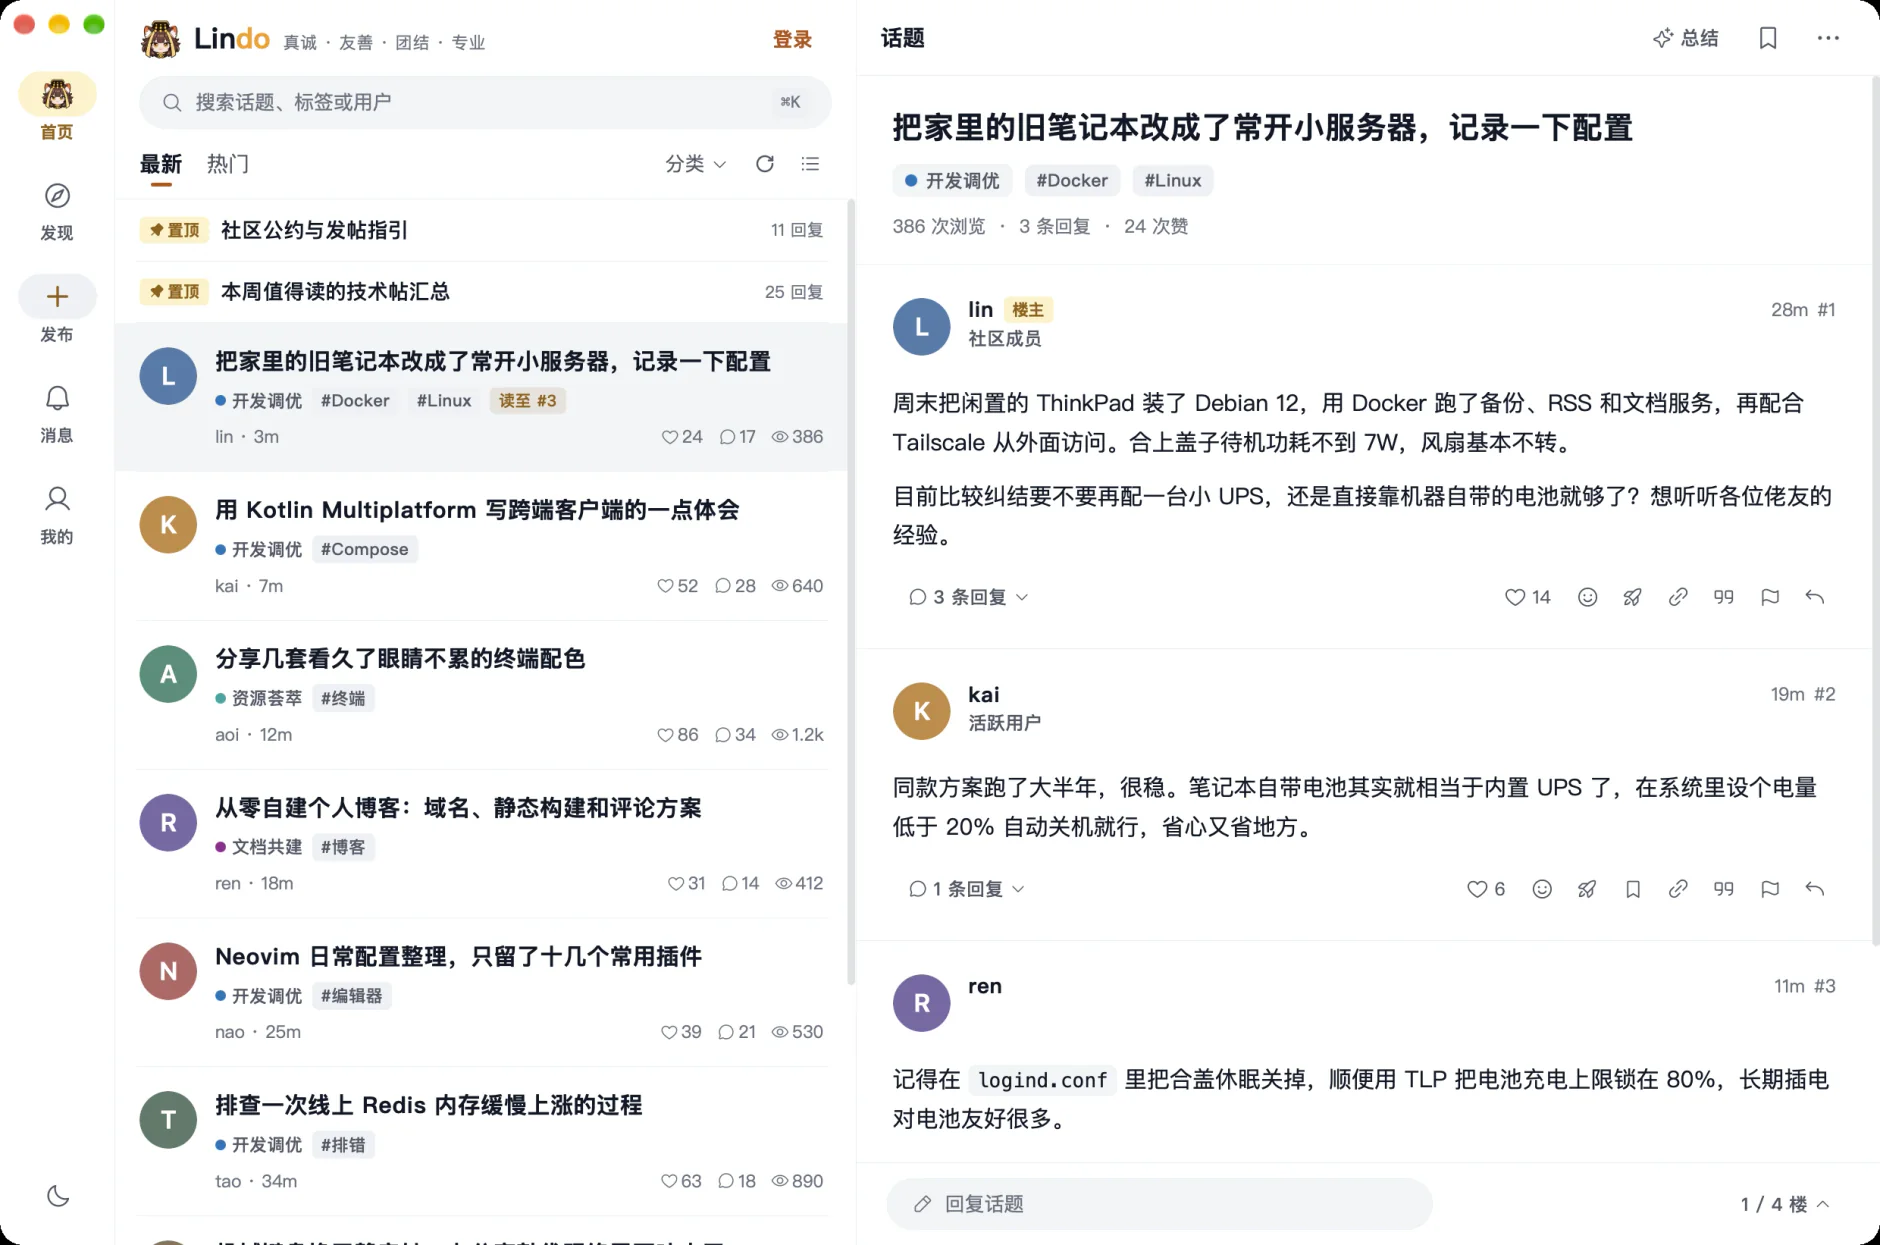 首页
发现
发布
消息
我的
Lindo 真诚 · 友善 · 团结 · 专业
登录
搜索话题、标签或用户 ⌘K
最新 热门 分类
置顶 社区公约与发帖指引 11 回复
置顶 本周值得读的技术帖汇总 25 回复
L 把家里的旧笔记本改成了常开小服务器，记录一下配置
开发调优 #Docker #Linux 读至 #3
lin · 3m 24 17 386
K 用 Kotlin Multiplatform 写跨端客户端的一点体会
开发调优 #Compose
kai · 7m 52 28 640
A 分享几套看久了眼睛不累的终端配色
资源荟萃 #终端
aoi · 12m 86 34 1.2k
R 从零自建个人博客：域名、静态构建和评论方案
文档共建 #博客
ren · 18m 31 14 412
N Neovim 日常配置整理，只留了十几个常用插件
开发调优 #编辑器
nao · 25m 39 21 530
T 排查一次线上 Redis 内存缓慢上涨的过程
开发调优 #排错
tao · 34m 63 18 890
话题 总结
把家里的旧笔记本改成了常开小服务器，记录一下配置
开发调优 #Docker #Linux
386 次浏览 · 3 条回复 · 24 次赞
L lin 楼主 28m #1
社区成员
周末把闲置的 ThinkPad 装了 Debian 12，用 Docker 跑了备份、RSS 和文档服务，再配合
Tailscale 从外面访问。合上盖子待机功耗不到 7W，风扇基本不转。
目前比较纠结要不要再配一台小 UPS，还是直接靠机器自带的电池就够了？想听听各位佬友的
经验。
3 条回复 14
K kai 19m #2
活跃用户
同款方案跑了大半年，很稳。笔记本自带电池其实就相当于内置 UPS 了，在系统里设个电量
低于 20% 自动关机就行，省心又省地方。
1 条回复 6
R ren 11m #3
记得在 logind.conf 里把合盖休眠关掉，顺便用 TLP 把电池充电上限锁在 80%，长期插电
对电池友好很多。
回复话题 1 / 4 楼